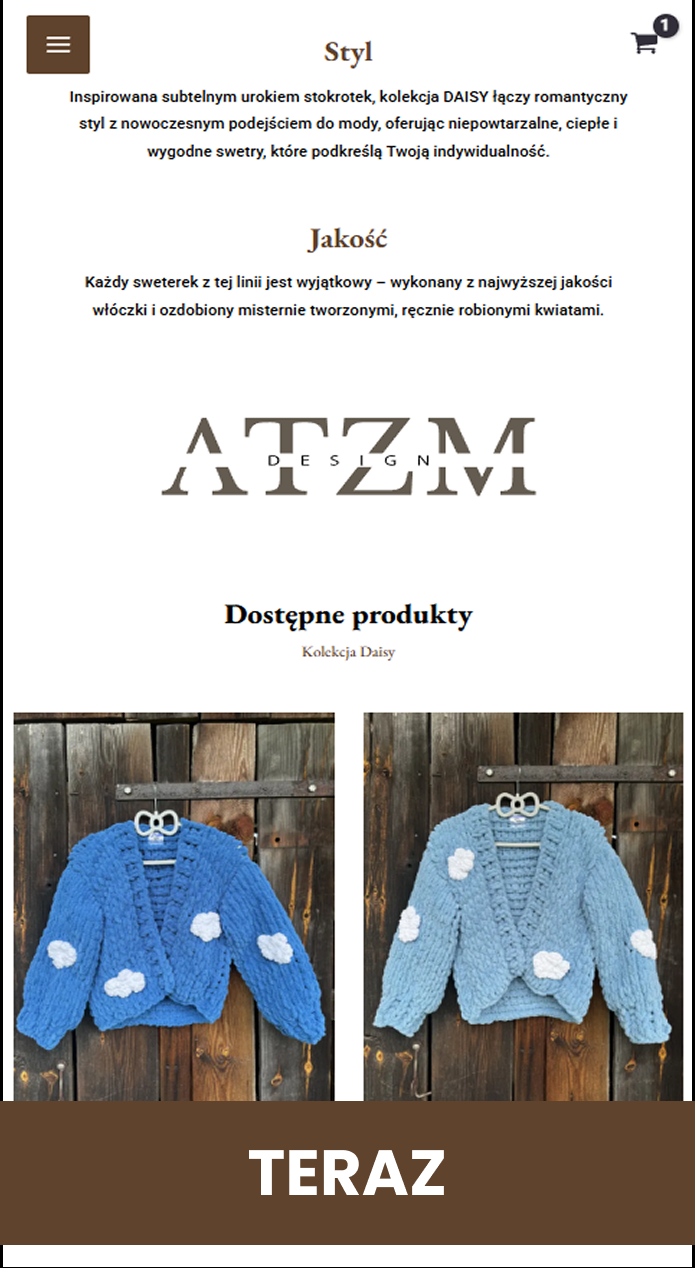 1
Styl
Inspirowana subtelnym urokiem stokrotek, kolekcja DAISY łączy romantyczny
styl z nowoczesnym podejściem do mody, oferując niepowtarzalne, ciepłe i
wygodne swetry, które podkreślą Twoją indywidualność.
Jakość
Każdy sweterek z tej linii jest wyjątkowy – wykonany z najwyższej jakości
włóczki i ozdobiony misternie tworzonymi, ręcznie robionymi kwiatami.
ATZM
DESIGN
Dostępne produkty
Kolekcja Daisy
TERAZ